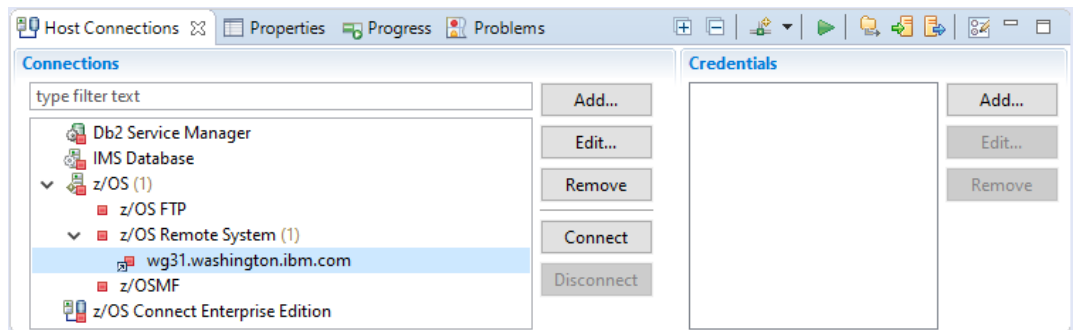 Host Connections
Properties
Progress
Problems
Connections
type filter text
Db2 Service Manager
IMS Database
z/OS (1)
z/OS FTP
z/OS Remote System (1)
wg31.washington.ibm.com
z/OSMF
z/OS Connect Enterprise Edition
Add...
Edit...
Remove
Connect
Disconnect
Credentials
Add...
Edit...
Remove